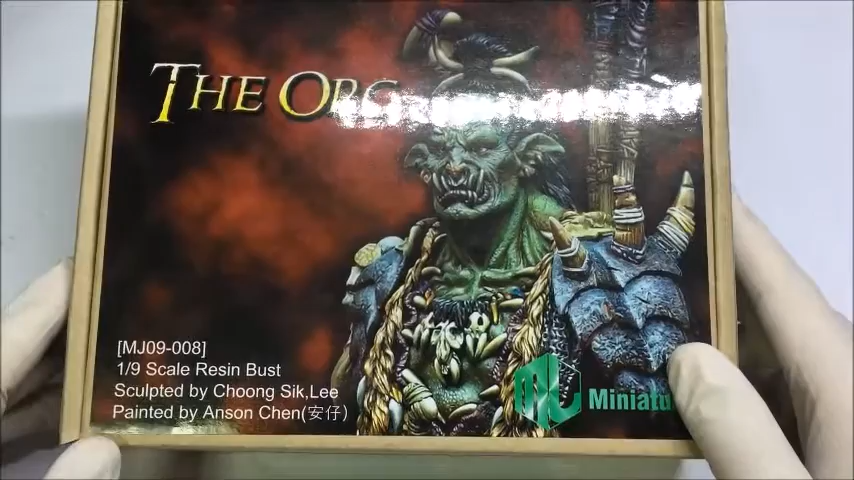 THE ORC
[MJ09-008]
1/9 Scale Resin Bust
Sculpted by Choong Sik,Lee
Painted by Anson Chen(安仔)
MJ